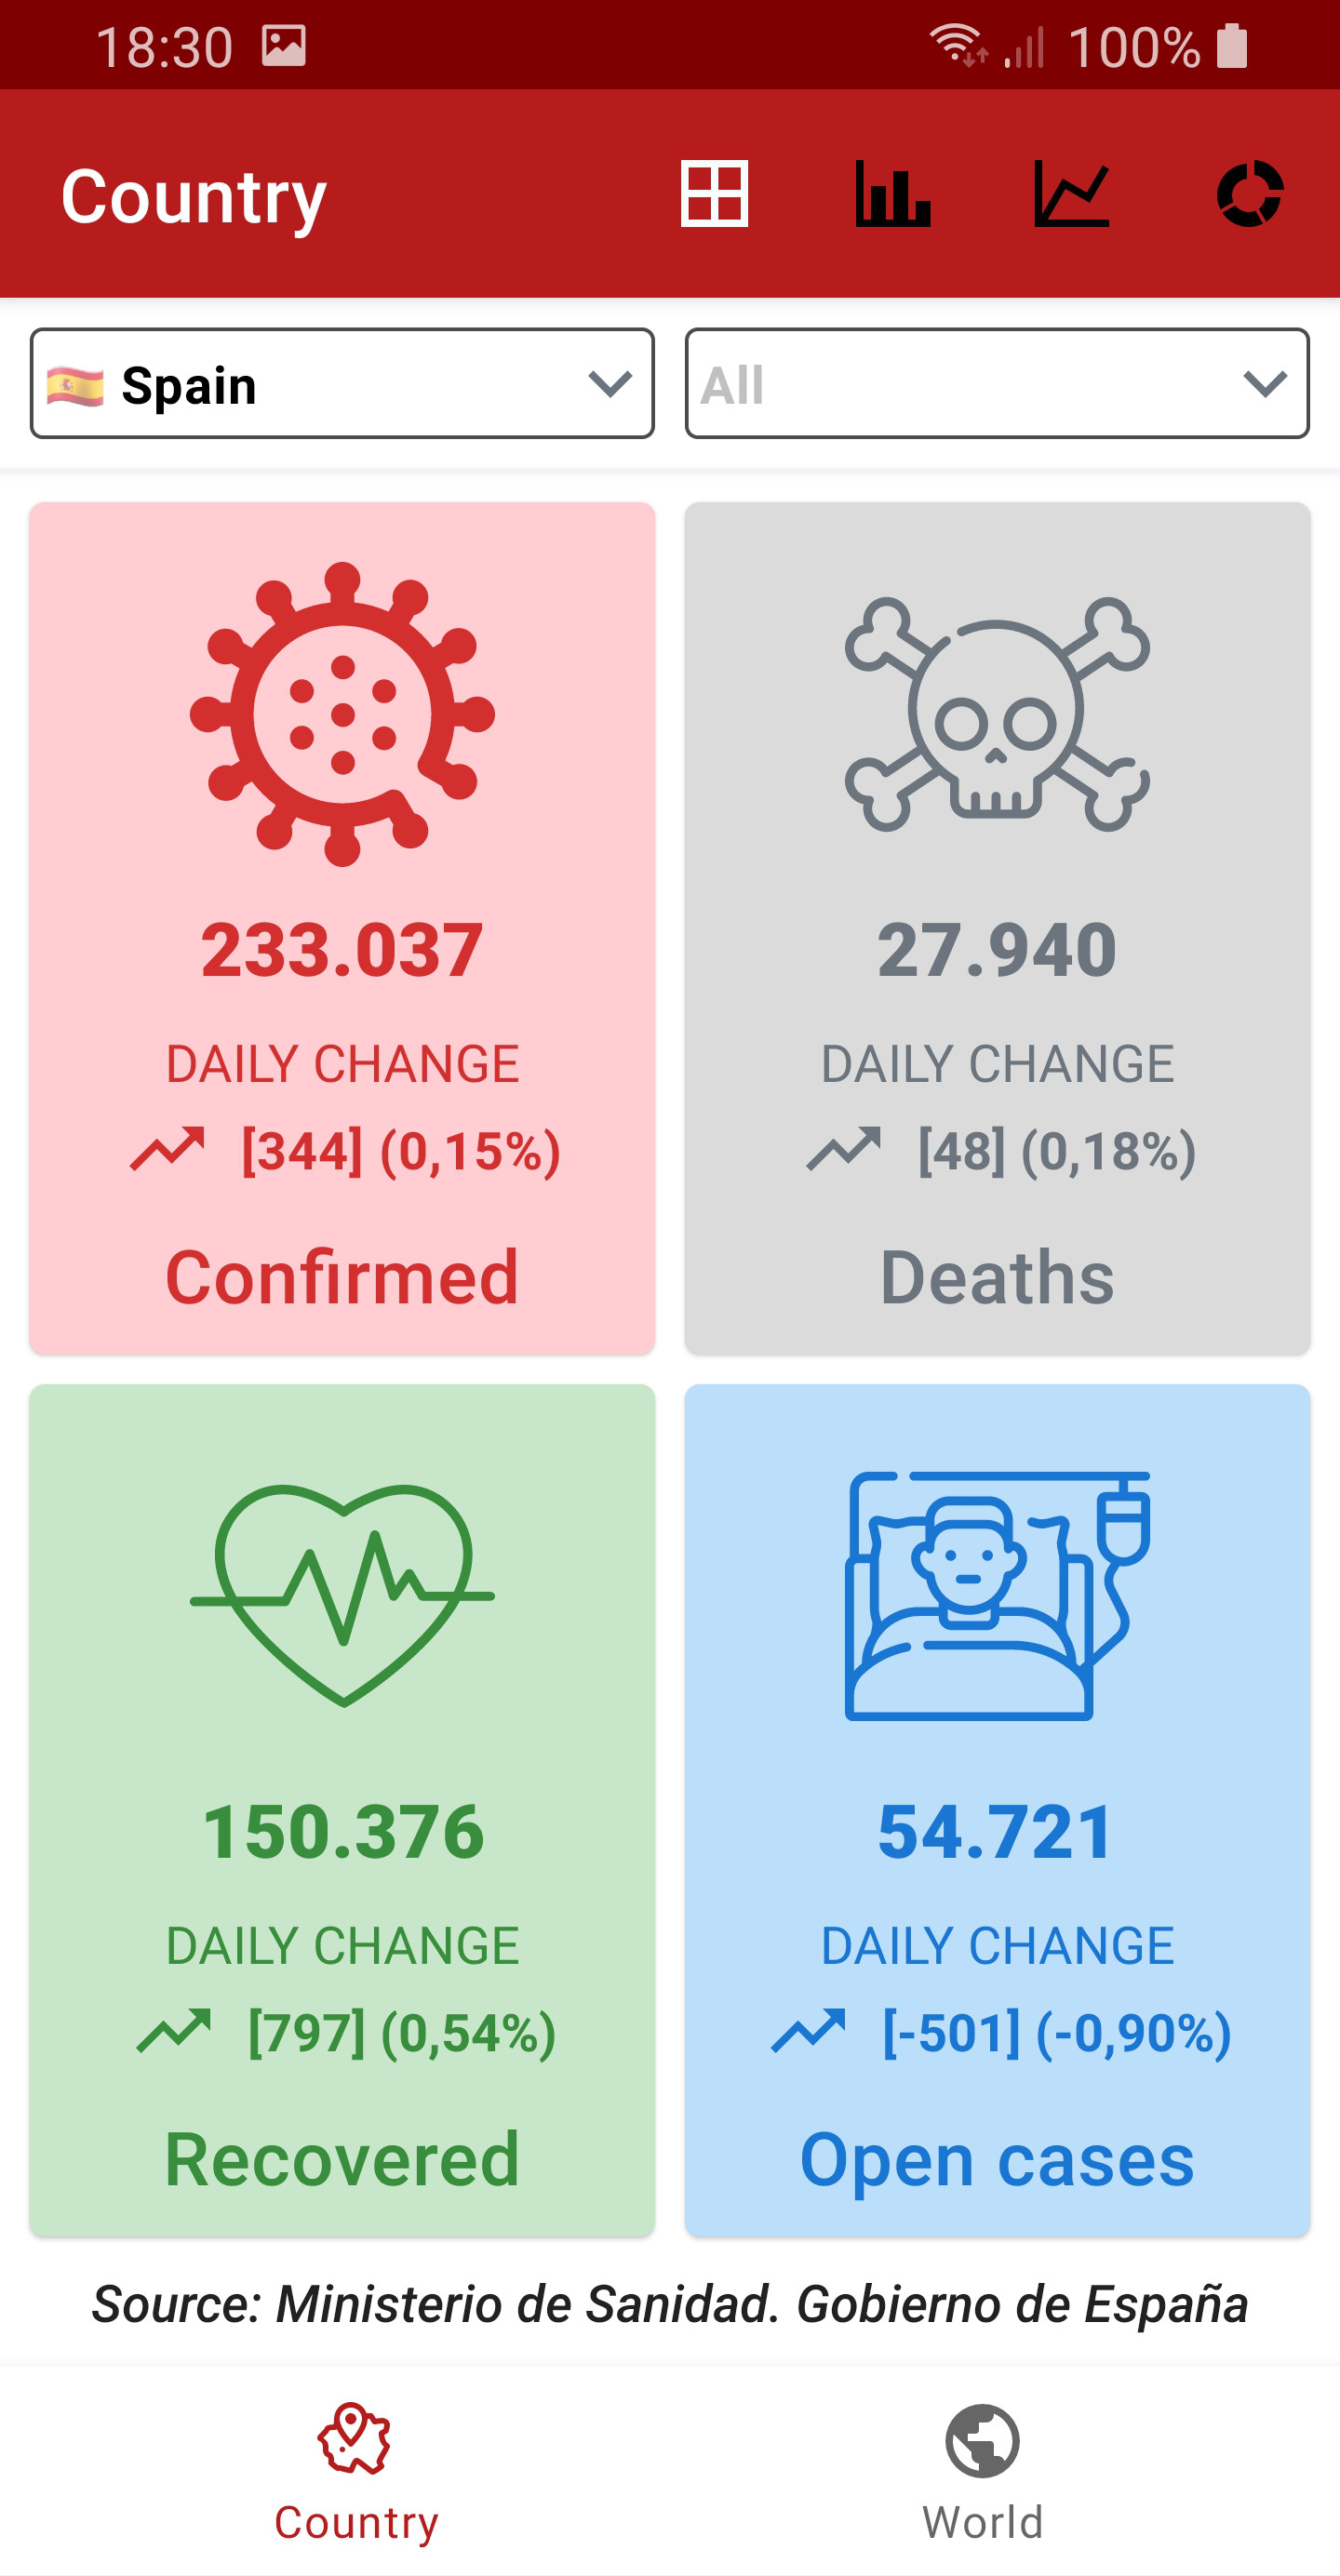 18:30
100%
Country
Spain
All
233.037
DAILY CHANGE
[344] (0,15%)
Confirmed
27.940
DAILY CHANGE
[48] (0,18%)
Deaths
150.376
DAILY CHANGE
[797] (0,54%)
Recovered
54.721
DAILY CHANGE
[-501] (-0,90%)
Open cases
Source: Ministerio de Sanidad. Gobierno de España
Country
World